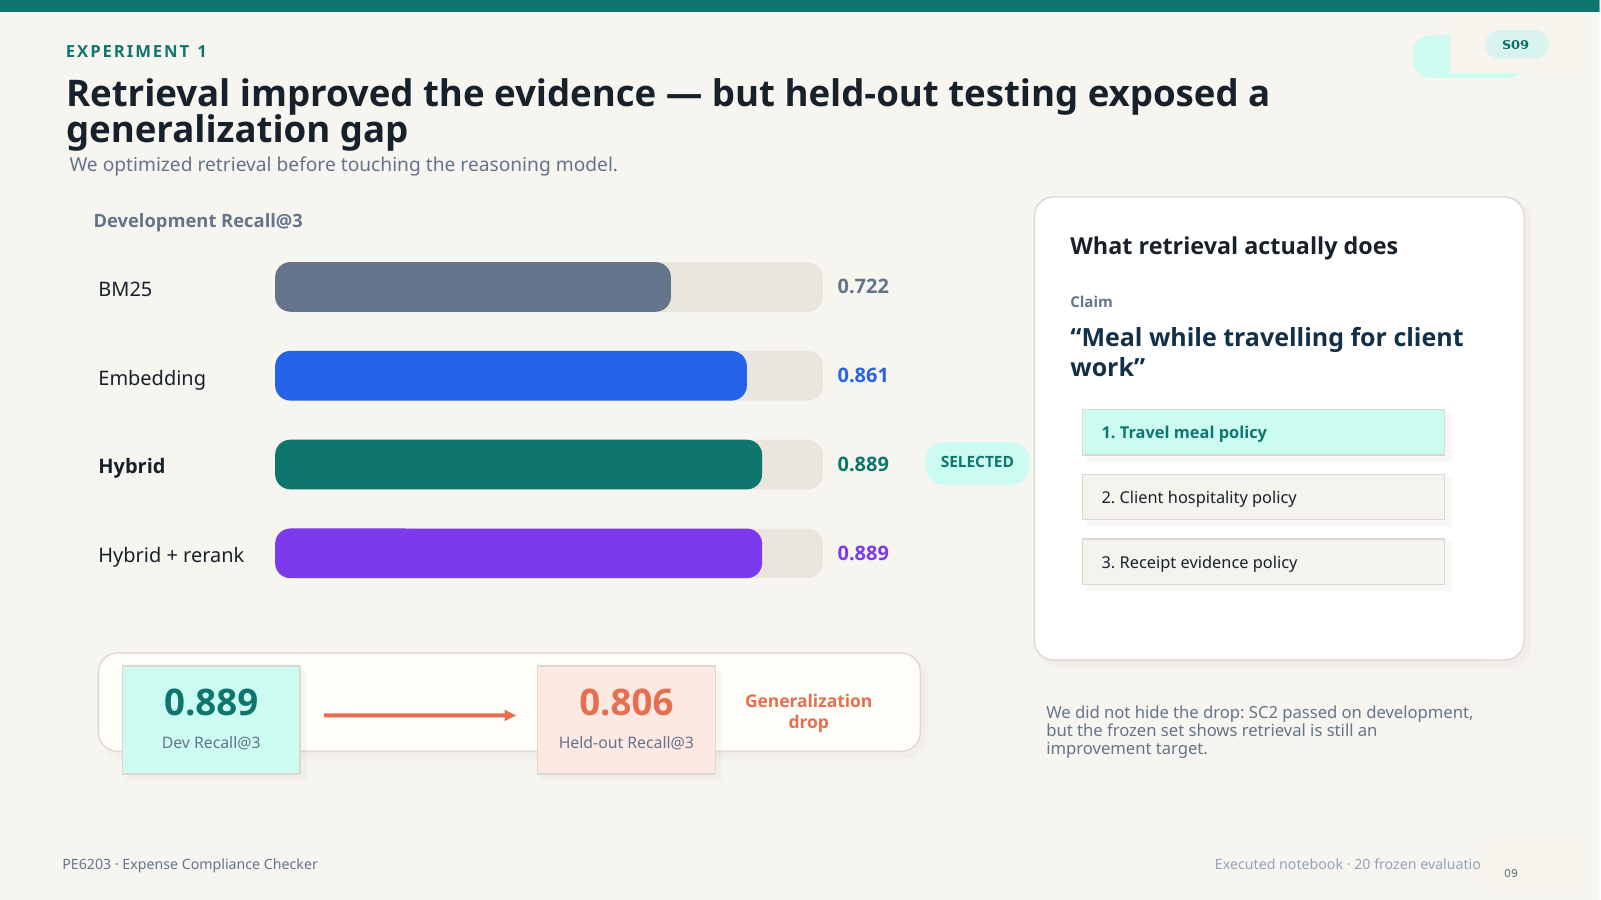 EXPERIMENT 1
S09
Retrieval improved the evidence — but held-out testing exposed a
generalization gap
We optimized retrieval before touching the reasoning model.
Development Recall@3
BM25
0.722
Embedding
0.861
Hybrid
0.889
SELECTED
Hybrid + rerank
0.889
0.889
Dev Recall@3
0.806
Held-out Recall@3
Generalization
drop
What retrieval actually does
Claim
“Meal while travelling for client
work”
1. Travel meal policy
2. Client hospitality policy
3. Receipt evidence policy
We did not hide the drop: SC2 passed on development,
but the frozen set shows retrieval is still an
improvement target.
PE6203 · Expense Compliance Checker
Executed notebook · 20 frozen evaluatio
09